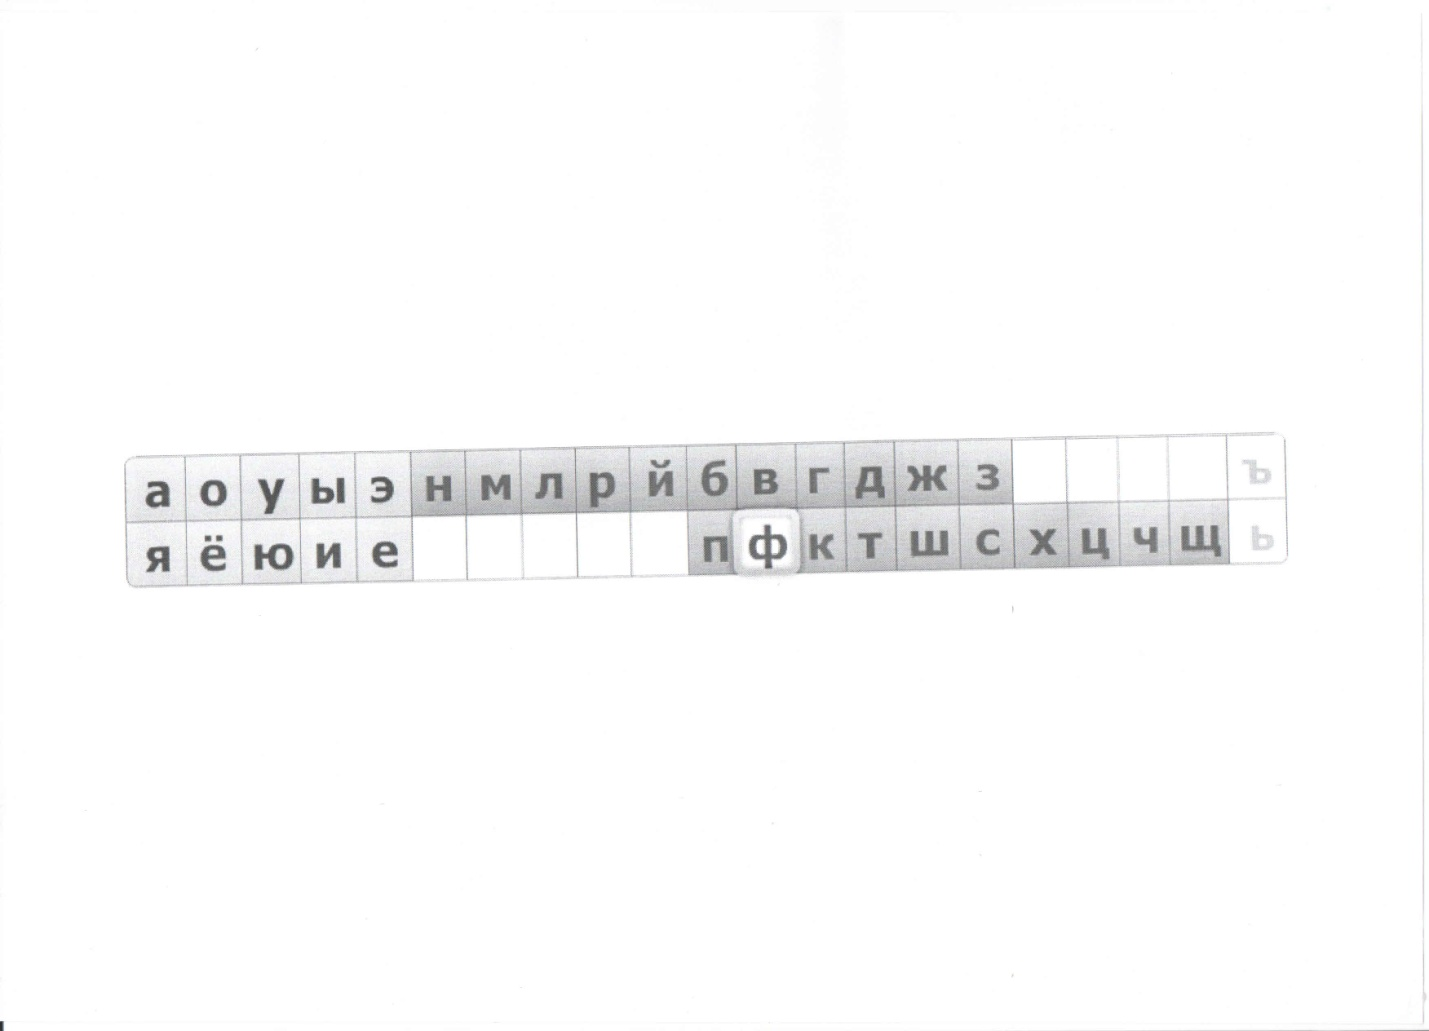 а о у ы э н м л р й б в г д ж з ъ
я ё ю и е п ф к т ш с х ц ч щ ь